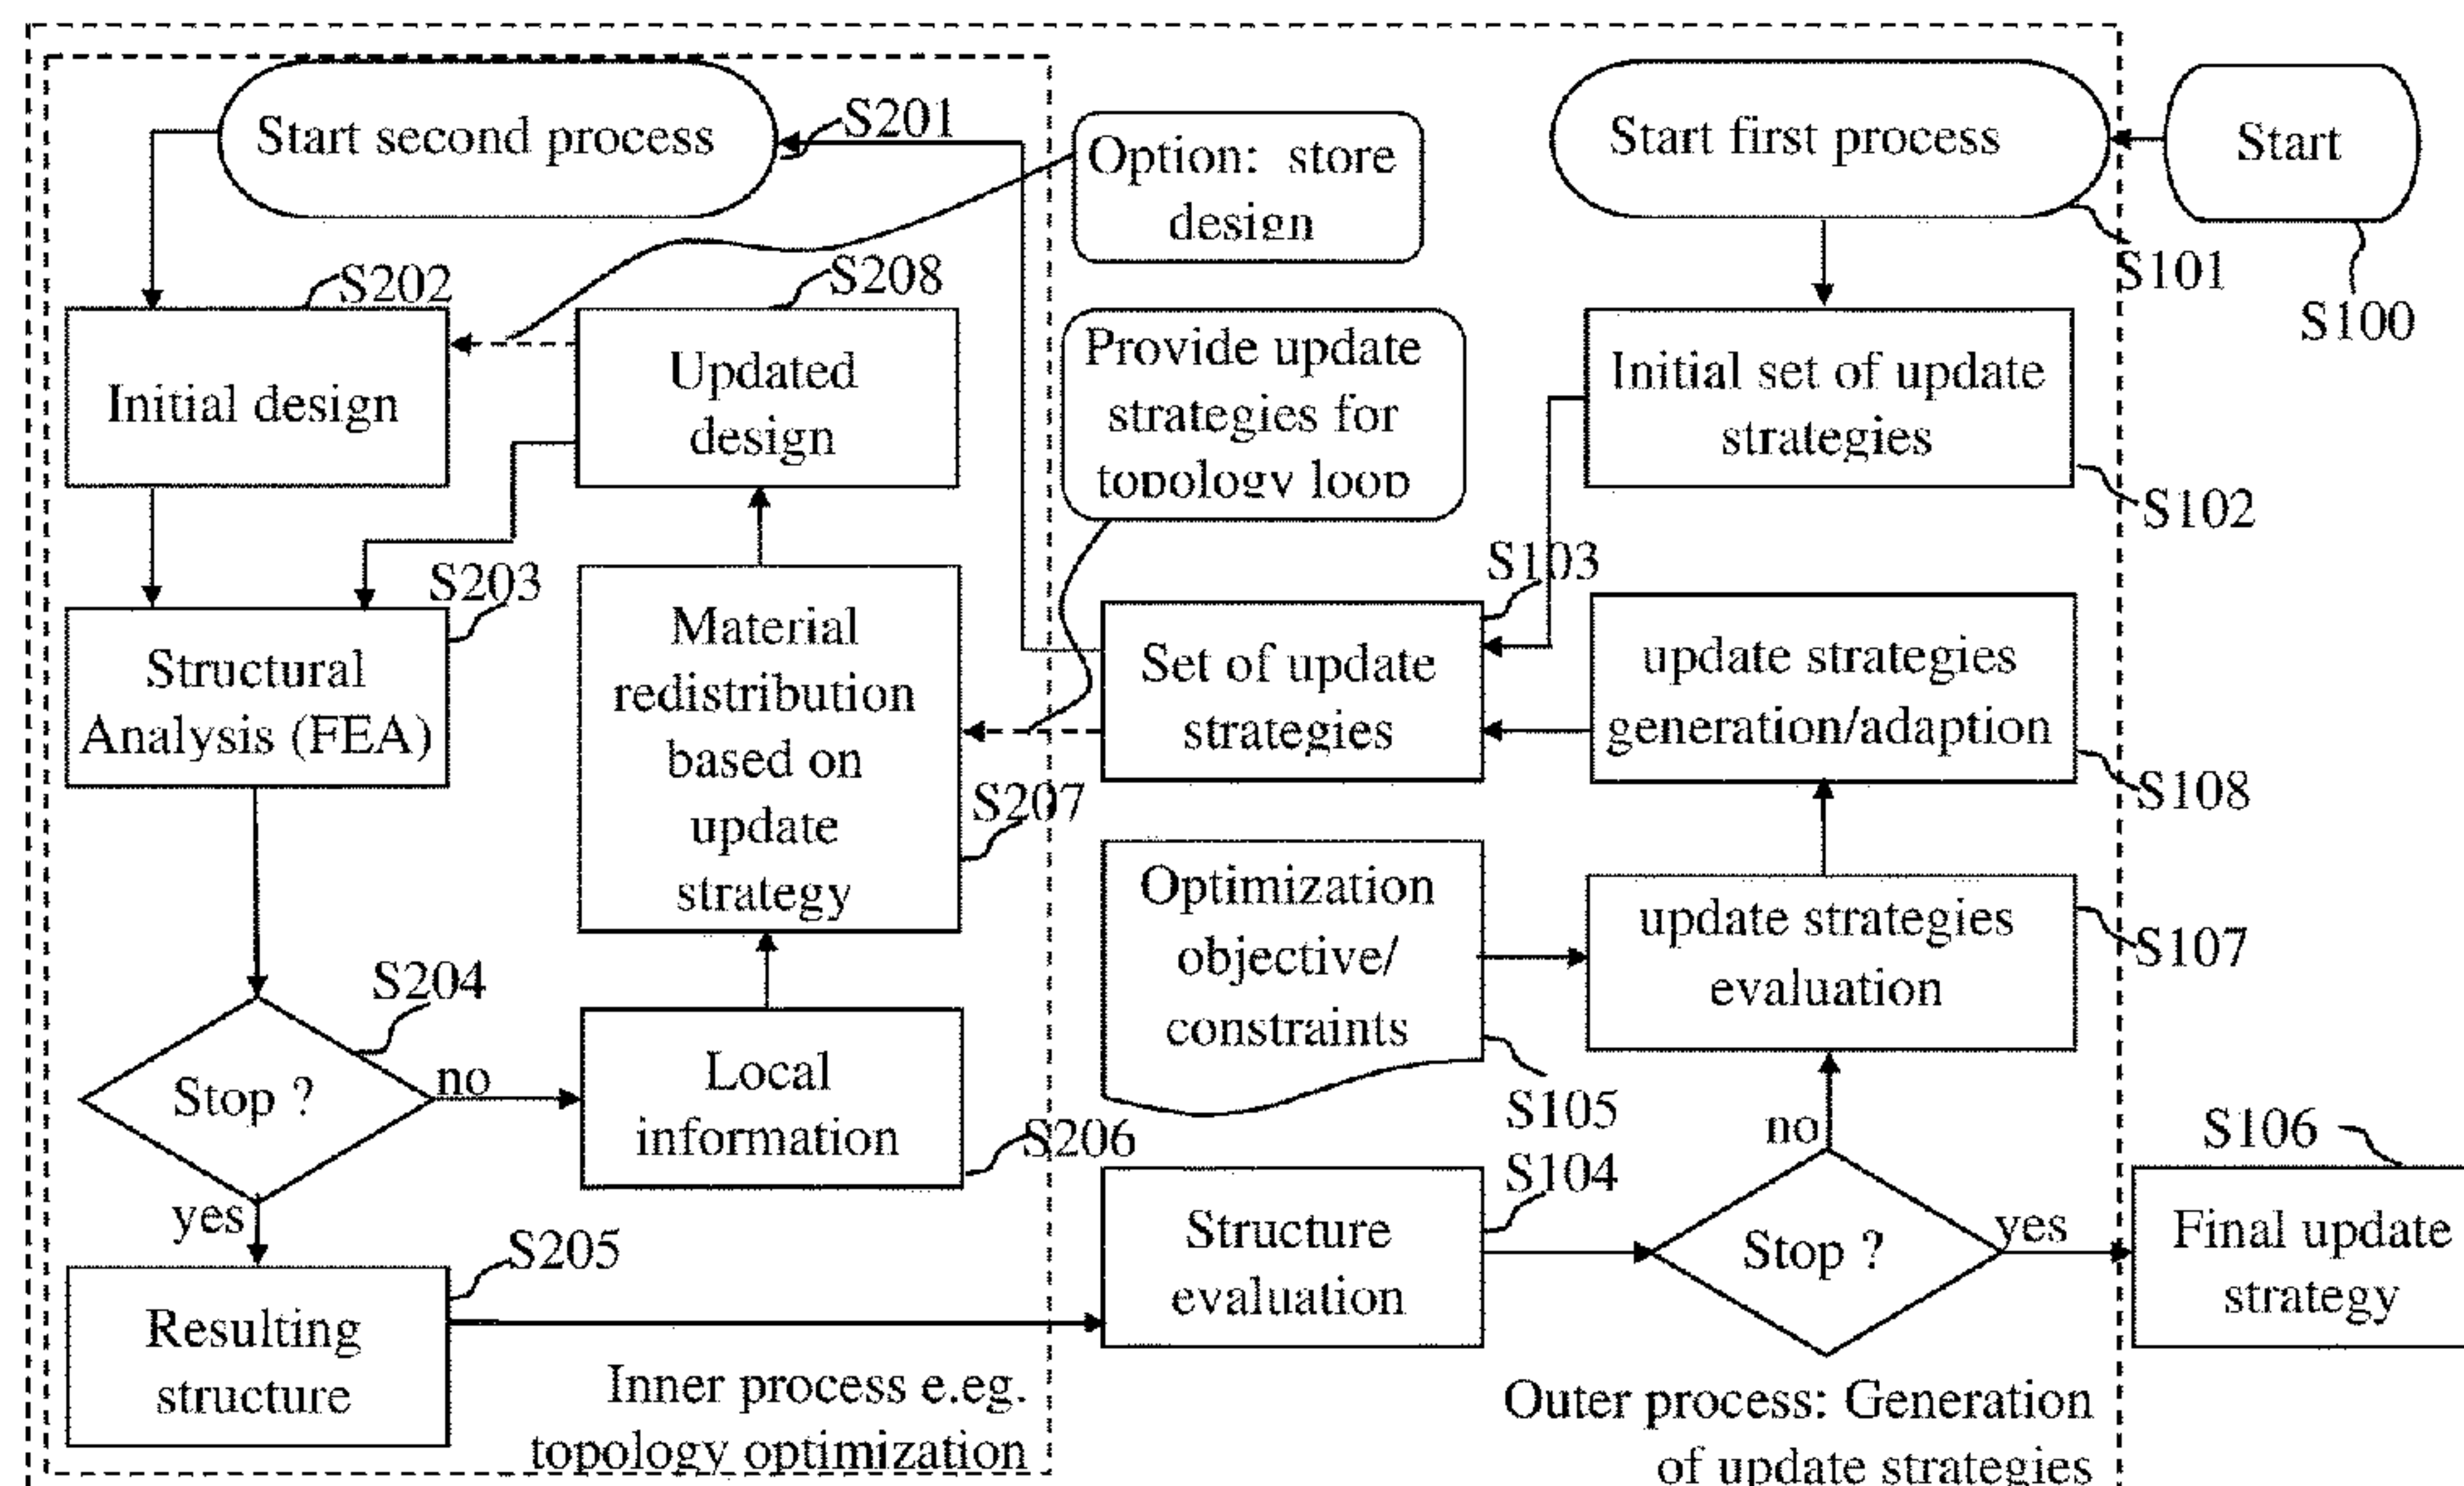 Start second process
S201
Option: store
design
Start first process
S101
Start
S100
S202
Initial design
S208
Updated
design
Provide update
strategies for
topology loop
Initial set of update
strategies
S102
S203
Structural
Analysis (FEA)
Material
redistribution
based on
update
strategy
S207
S103
Set of update
strategies
update strategies
generation/adaption
S108
Optimization
objective/
constraints
S105
update strategies
evaluation
S107
S204
Stop ?
no
yes
Local
information
S206
S104
Structure
evaluation
no
Stop ?
yes
S106
Final update
strategy
S205
Resulting
structure
Inner process e.eg.
topology optimization
Outer process: Generation
of update strategies